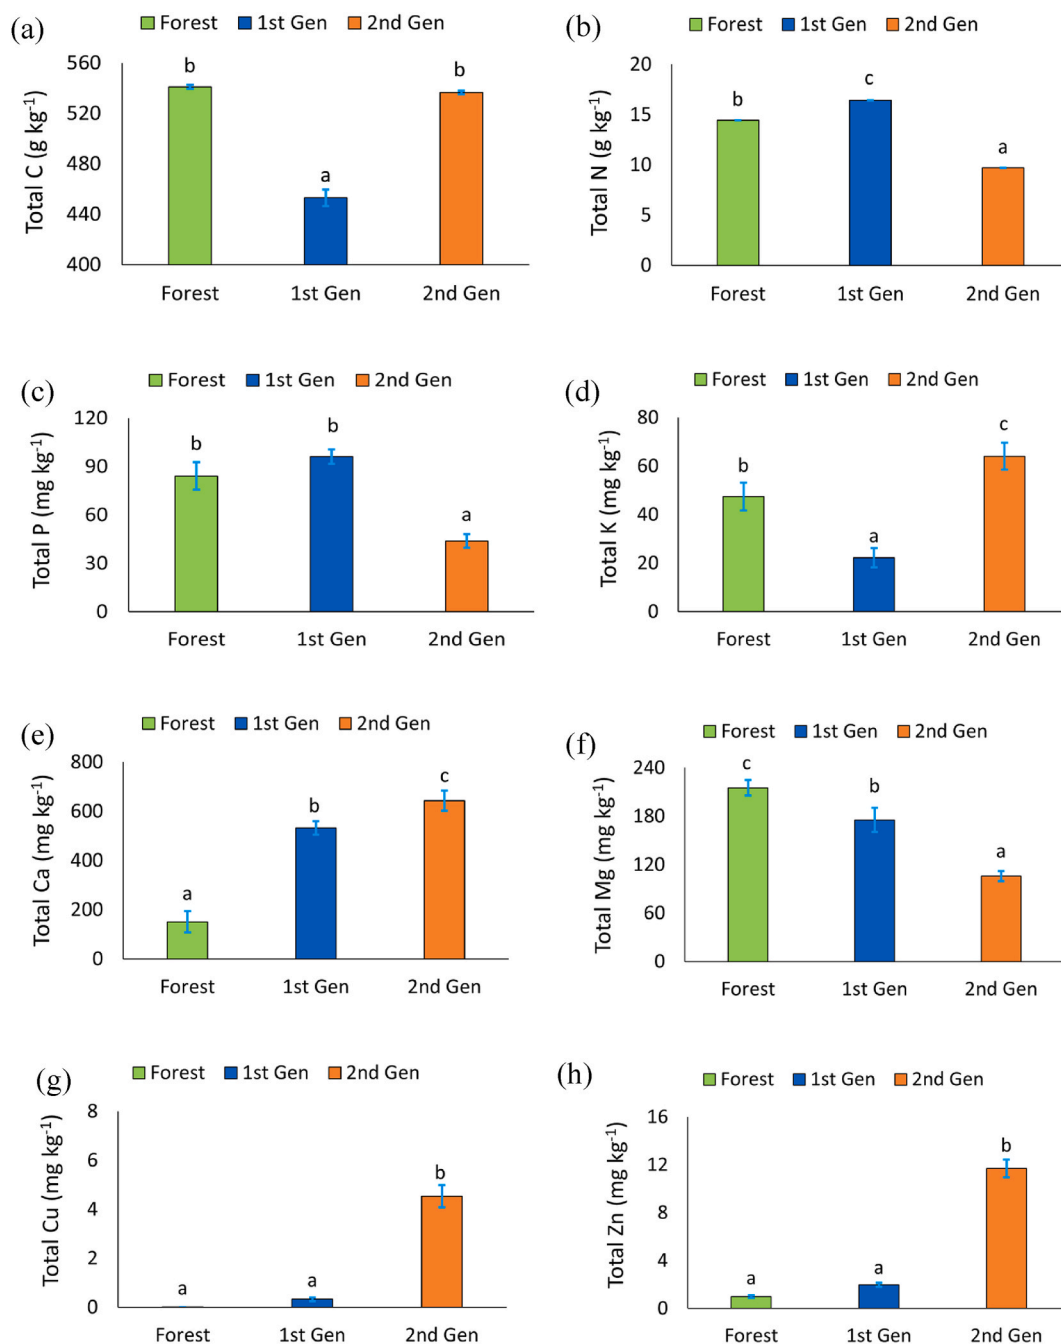 (a)
Forest 1st Gen 2nd Gen
Total C (g kg⁻¹)
560
520
480
440
400
b
a
b
Forest 1st Gen 2nd Gen
(b)
Forest 1st Gen 2nd Gen
Total N (g kg⁻¹)
20
15
10
5
0
b
c
a
Forest 1st Gen 2nd Gen
(c)
Forest 1st Gen 2nd Gen
Total P (mg kg⁻¹)
120
90
60
30
0
b
b
a
Forest 1st Gen 2nd Gen
(d)
Forest 1st Gen 2nd Gen
Total K (mg kg⁻¹)
80
60
40
20
0
b
a
c
Forest 1st Gen 2nd Gen
(e)
Forest 1st Gen 2nd Gen
Total Ca (mg kg⁻¹)
800
600
400
200
0
a
b
c
Forest 1st Gen 2nd Gen
(f)
Forest 1st Gen 2nd Gen
Total Mg (mg kg⁻¹)
240
180
120
60
0
c
b
a
Forest 1st Gen 2nd Gen
(g)
Forest 1st Gen 2nd Gen
Total Cu (mg kg⁻¹)
8
6
4
2
0
a
a
b
Forest 1st Gen 2nd Gen
(h)
Forest 1st Gen 2nd Gen
Total Zn (mg kg⁻¹)
16
12
8
4
0
a
a
b
Forest 1st Gen 2nd Gen